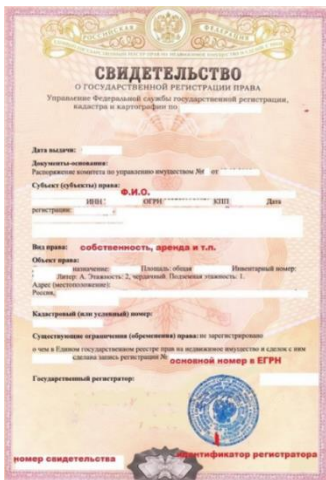 РОССИЙСКАЯ ФЕДЕРАЦИЯ
СВИДЕТЕЛЬСТВО
О ГОСУДАРСТВЕННОЙ РЕГИСТРАЦИИ ПРАВА
Управление Федеральной службы государственной регистрации,
кадастра и картографии по
Дата выдачи:
Документы-основания:
Распоряжение комитета по управлению имуществом № от
Субъект (субъекты) права:
Ф.И.О.
ИНН: ОГРН КПП Дата
регистрации:
Вид права: собственность, аренда и т.п.
Объект права:
назначение: Площадь: общая Инвентарный номер:
Литер: А. Этажность: 2, чердачный. Подземная этажность: 1.
Адрес (местоположение):
Россия,
Кадастровый (или условный) номер:
Существующие ограничения (обременения) права: не зарегистрировано
о чем в Едином государственном реестре прав на недвижимое имущество и сделок с ним
сделана запись регистрации № основной номер в ЕГРН
Государственный регистратор:
номер свидетельства
идентификатор регистратора